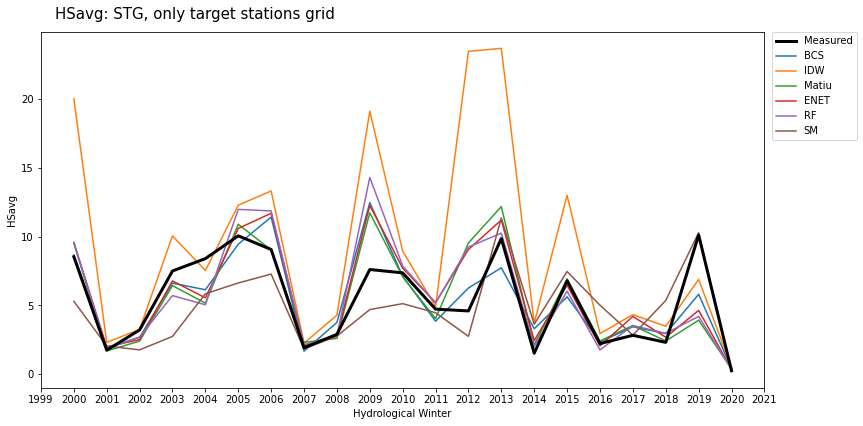 HSavg: STG, only target stations grid
Measured
BCS
IDW
Matiu
ENET
RF
SM
HSavg
20
15
10
5
0
1999 2000 2001 2002 2003 2004 2005 2006 2007 2008 2009 2010 2011 2012 2013 2014 2015 2016 2017 2018 2019 2020 2021
Hydrological Winter